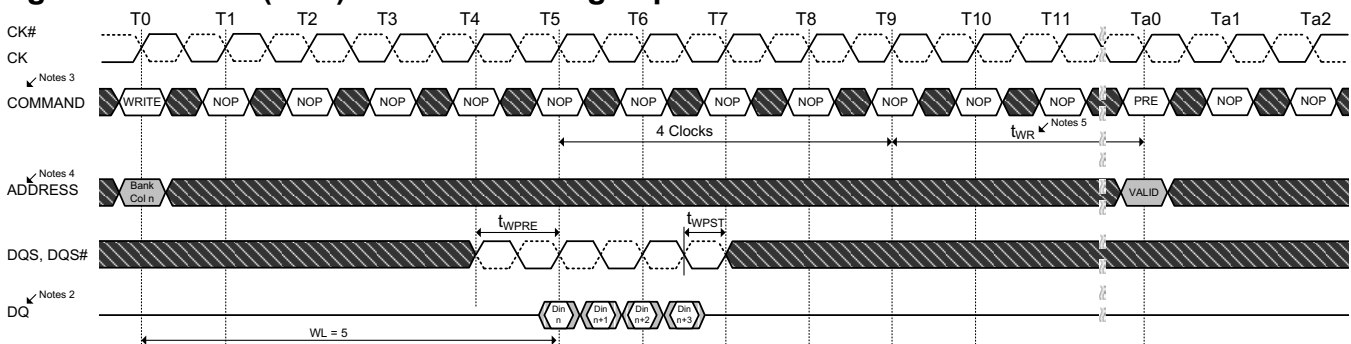 T0 T1 T2 T3 T4 T5 T6 T7 T8 T9 T10 T11 Ta0 Ta1 Ta2
CK#
CK
Notes 3
COMMAND WRITE NOP NOP NOP NOP NOP NOP NOP NOP NOP NOP NOP PRE NOP NOP
4 Clocks tWR Notes 5
Notes 4
ADDRESS Bank Col n VALID
tWPRE tWPST
DQS, DQS#
Notes 2
DQ Din n Din n+1 Din n+2 Din n+3
WL = 5